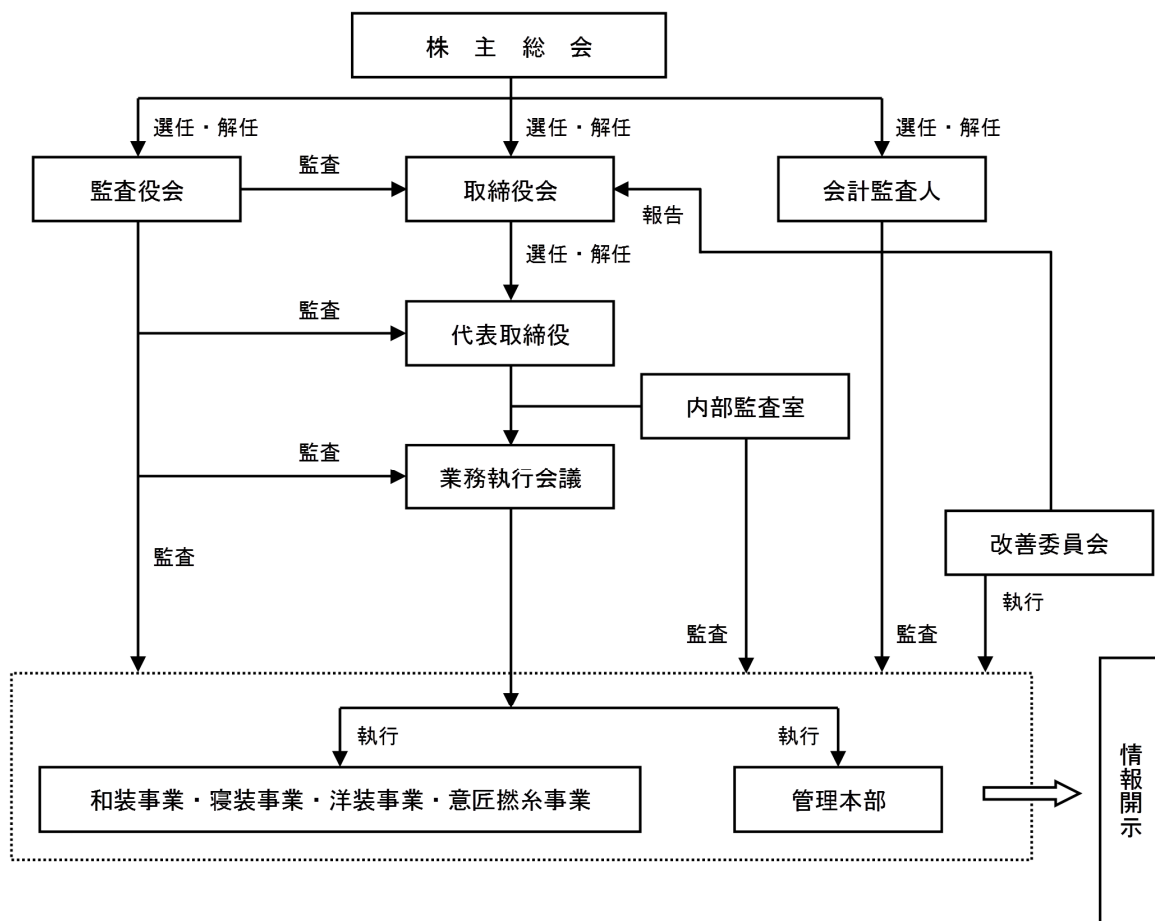 株 主 総 会
選任・解任
選任・解任
選任・解任
監査役会
監査
取締役会
会計監査人
報告
選任・解任
監査
代表取締役
内部監査室
監査
業務執行会議
改善委員会
監査
執行
監査
監査
執行
執行
和装事業・寝装事業・洋装事業・意匠撚糸事業
管理本部
情報開示